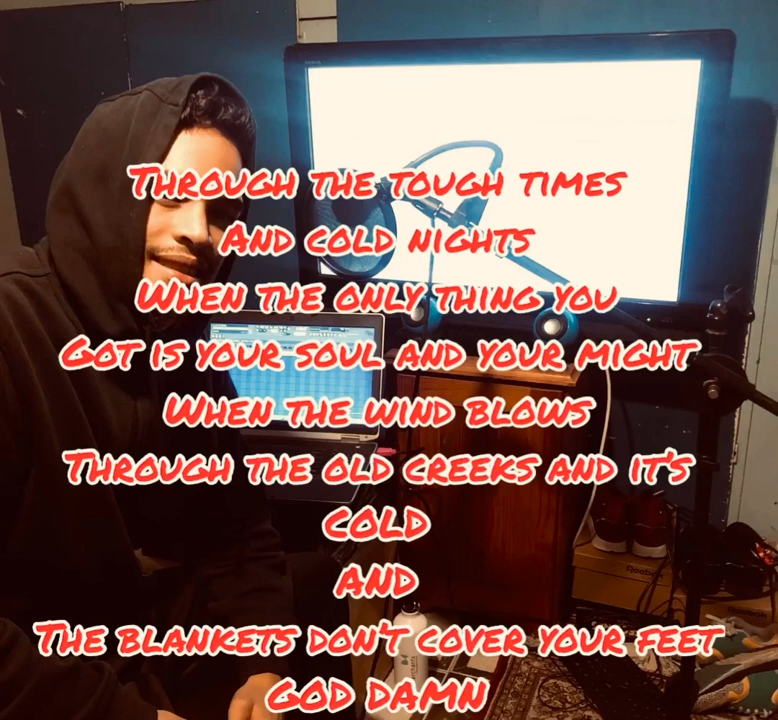 Through the tough times
And cold nights
When the only thing you
Got is your soul and your might
When the wind blows
Through the old creeks and it's
COLD
AND
The blankets don't cover your feet
GOD DAMN
Reebok